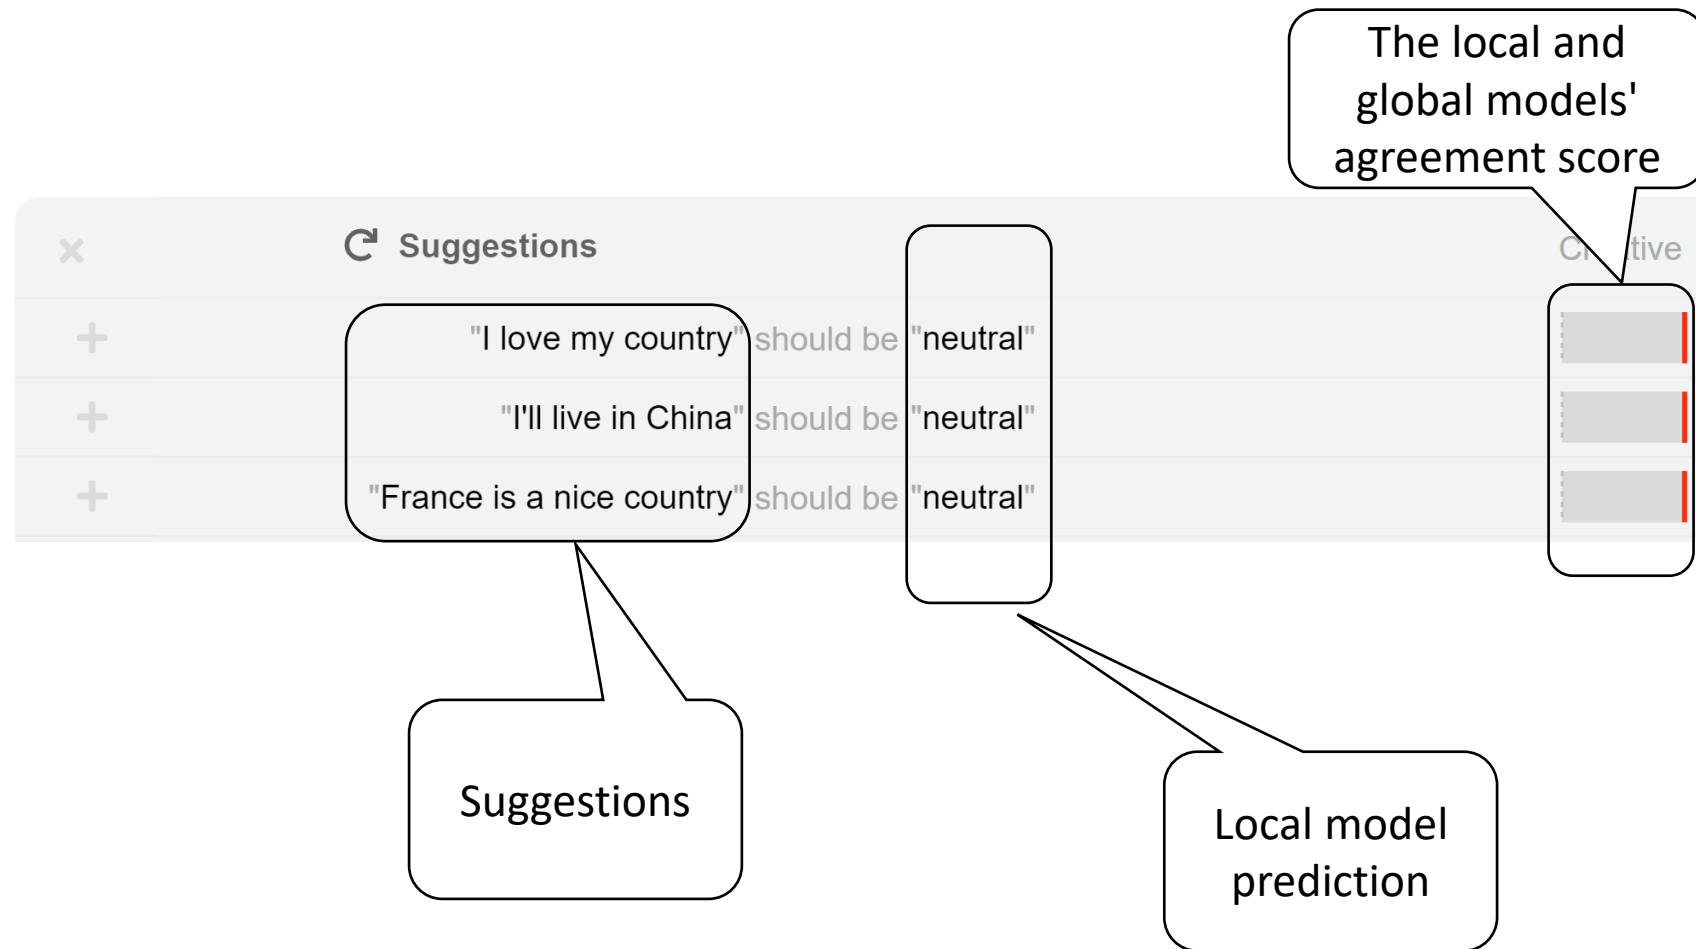 The local and
global models'
agreement score
Suggestions
"I love my country" should be "neutral"
"I'll live in China" should be "neutral"
"France is a nice country" should be "neutral"
Suggestions
Local model
prediction